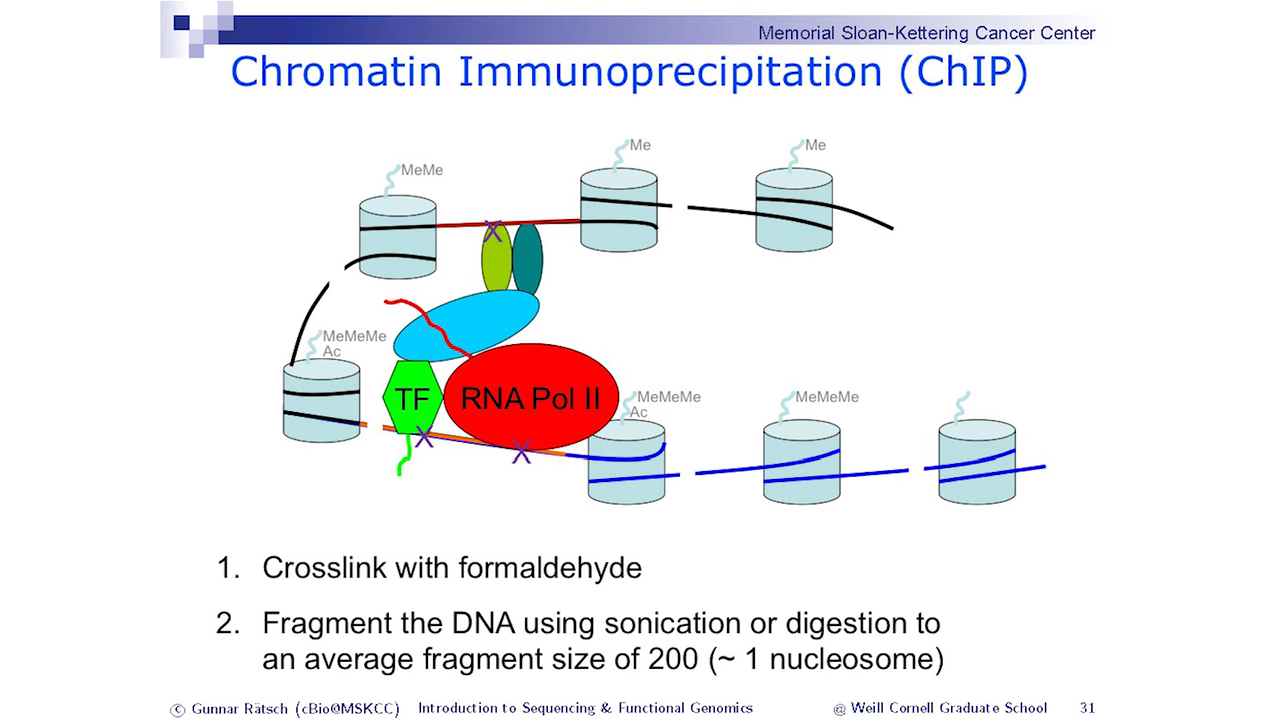 Memorial Sloan-Kettering Cancer Center
Chromatin Immunoprecipitation (ChIP)
Me
Me
MeMe
X
MeMeMe
Ac
TF
RNA Pol II
MeMeMe
Ac
MeMeMe
X
X
1. Crosslink with formaldehyde
2. Fragment the DNA using sonication or digestion to
an average fragment size of 200 (~ 1 nucleosome)
© Gunnar Rätsch (cBio@MSKCC) Introduction to Sequencing & Functional Genomics @ Weill Cornell Graduate School 31